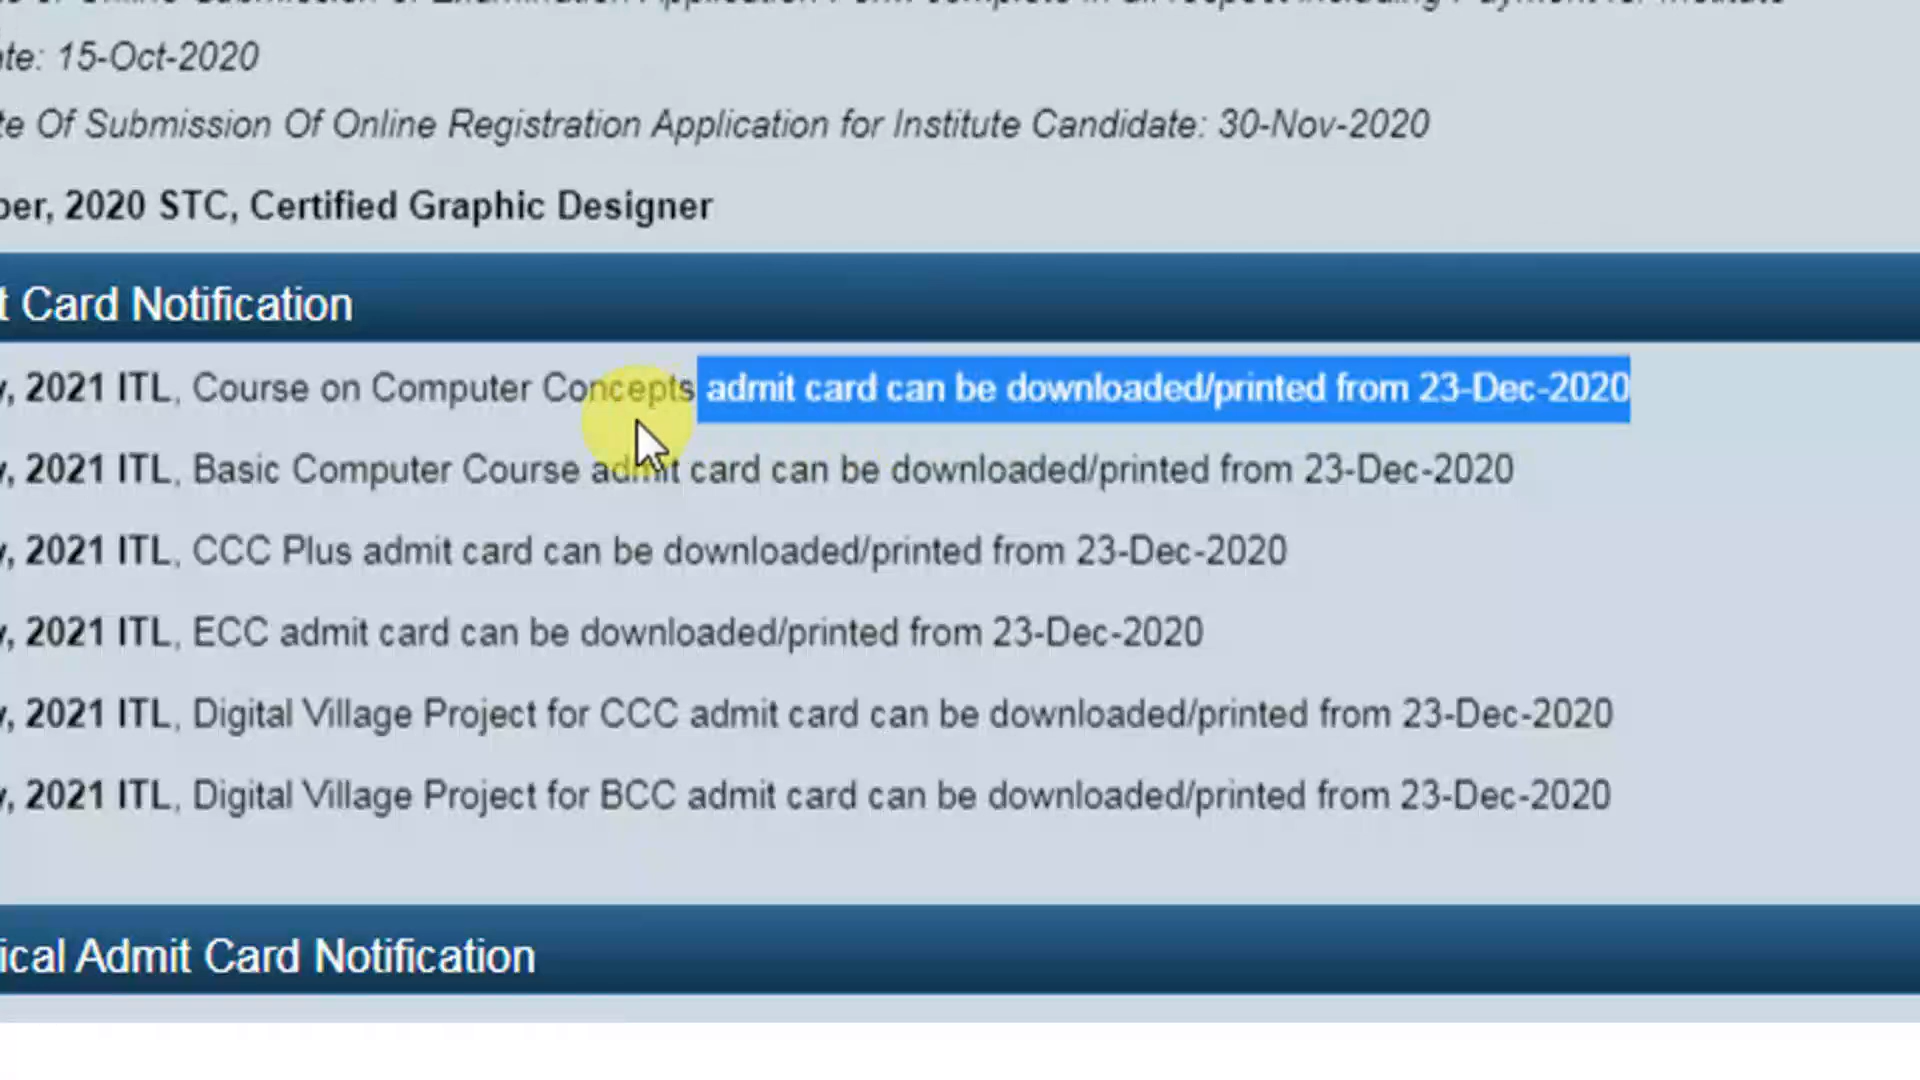 15-Oct-2020
Of Submission Of Online Registration Application for Institute Candidate: 30-Nov-2020
2020 STC, Certified Graphic Designer
Card Notification
2021 ITL, Course on Computer Concepts admit card can be downloaded/printed from 23-Dec-2020
2021 ITL, Basic Computer Course admit card can be downloaded/printed from 23-Dec-2020
2021 ITL, CCC Plus admit card can be downloaded/printed from 23-Dec-2020
2021 ITL, ECC admit card can be downloaded/printed from 23-Dec-2020
2021 ITL, Digital Village Project for CCC admit card can be downloaded/printed from 23-Dec-2020
2021 ITL, Digital Village Project for BCC admit card can be downloaded/printed from 23-Dec-2020
Admit Card Notification